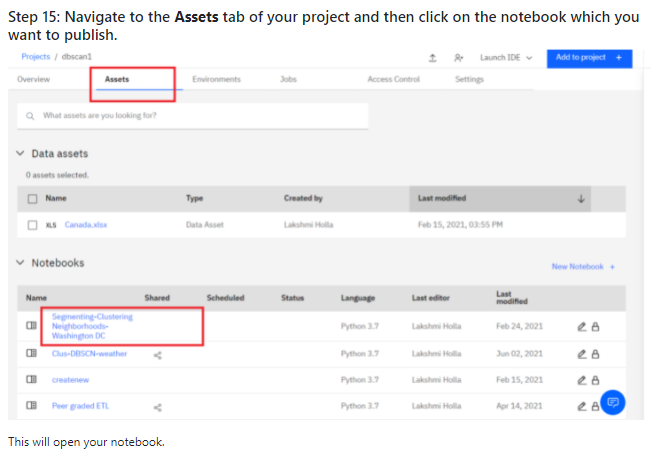 Step 15: Navigate to the Assets tab of your project and then click on the notebook which you
want to publish.
Projects / dbscan1
Launch IDE
Add to project +
Overview
Assets
Environments
Jobs
Access Control
Settings
What assets are you looking for?
Data assets
0 assets selected.
Name Type Created by Last modified
XLS Canada.xlsx Data Asset Lakshmi Holla Feb 15, 2021, 03:55 PM
Notebooks
New Notebook +
Name Shared Scheduled Status Language Last editor Last
modified
Segmenting-Clustering
Neighborhoods-
Washington DC
Python 3.7 Lakshmi Holla Feb 24, 2021
Clus-DBSCN-weather Python 3.7 Lakshmi Holla Jun 02, 2021
createnew Python 3.7 Lakshmi Holla Feb 15, 2021
Peer graded ETL Python 3.7 Lakshmi Holla Apr 14, 2021
This will open your notebook.